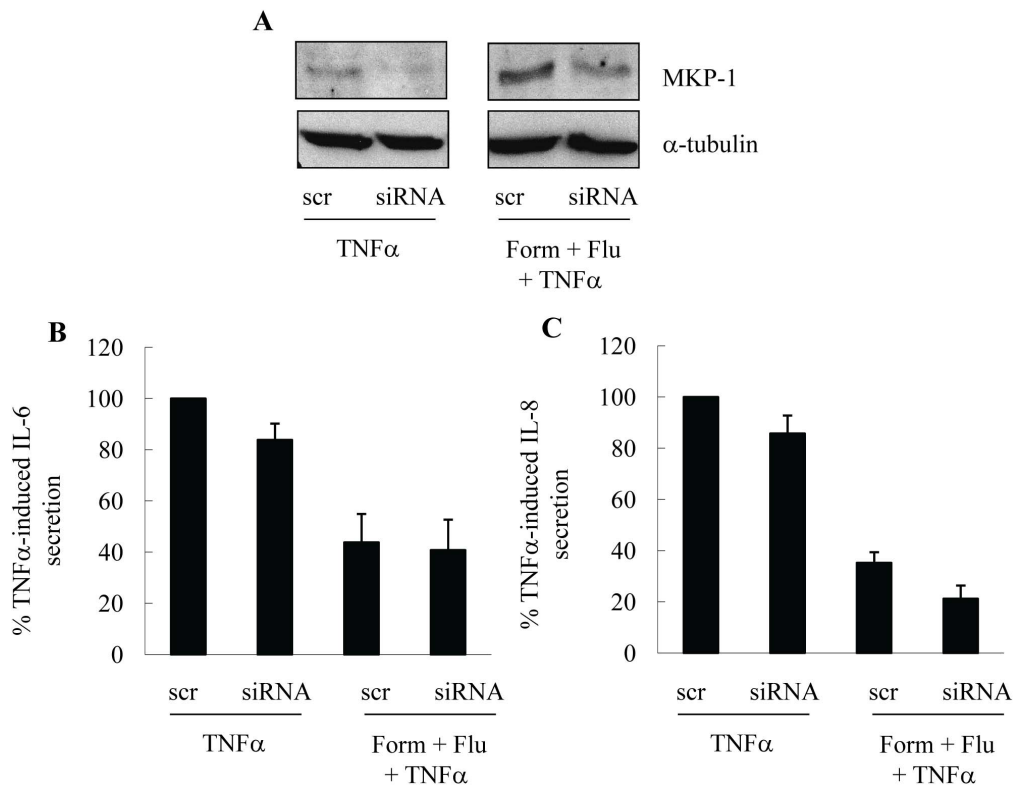 A
MKP-1
α-tubulin
scr siRNA scr siRNA
TNFα Form + Flu
+ TNFα
B
% TNFα-induced IL-6
secretion
120
100
80
60
40
20
0
scr siRNA scr siRNA
TNFα Form + Flu
+ TNFα
C
% TNFα-induced IL-8
secretion
120
100
80
60
40
20
0
scr siRNA scr siRNA
TNFα Form + Flu
+ TNFα